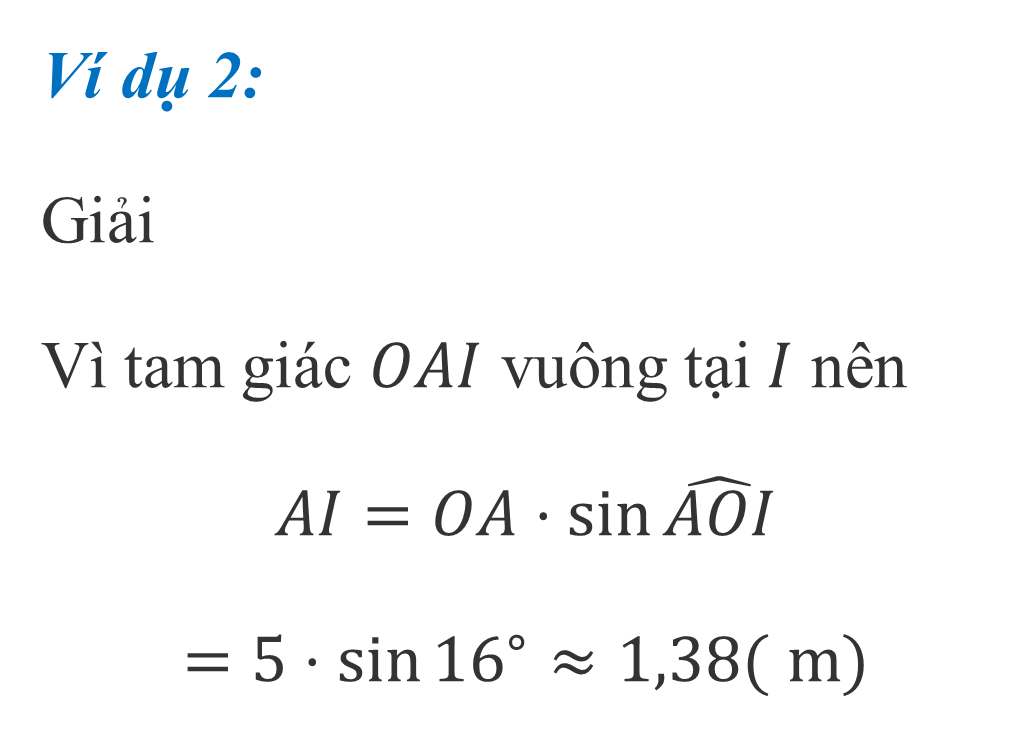 Ví dụ 2:
Giải
Vì tam giác OAI vuông tại I nên
AI = OA · sin \widehat{AOI}
= 5 · sin 16° ≈ 1,38( m)